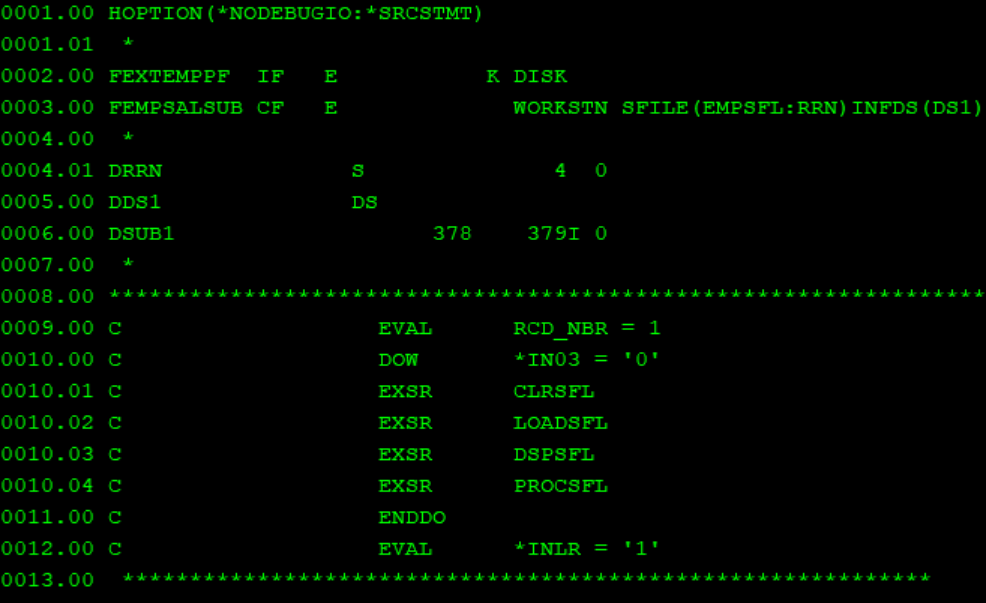 0001.00 HOPTION(*NODEBUGIO:*SRCSTMT)
0001.01  *
0002.00 FEXTEMPPF  IF   E           K DISK
0003.00 FEMPSALSUB CF   E             WORKSTN SFILE(EMPSFL:RRN)INFDS(DS1)
0004.00  *
0004.01 DRRN              S              4  0
0005.00 DDS1              DS
0006.00 DSUB1                   378    379I 0
0007.00  *
0008.00 *****************************************************************
0009.00 C                   EVAL      RCD_NBR = 1
0010.00 C                   DOW       *IN03 = '0'
0010.01 C                   EXSR      CLRSFL
0010.02 C                   EXSR      LOADSFL
0010.03 C                   EXSR      DSPSFL
0010.04 C                   EXSR      PROCSFL
0011.00 C                   ENDDO
0012.00 C                   EVAL      *INLR = '1'
0013.00  ************************************************************